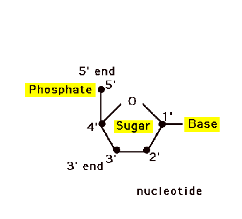 5' end
Phosphate 5'
O
4' Sugar 1' Base
3' end 3' 2'
nucleotide